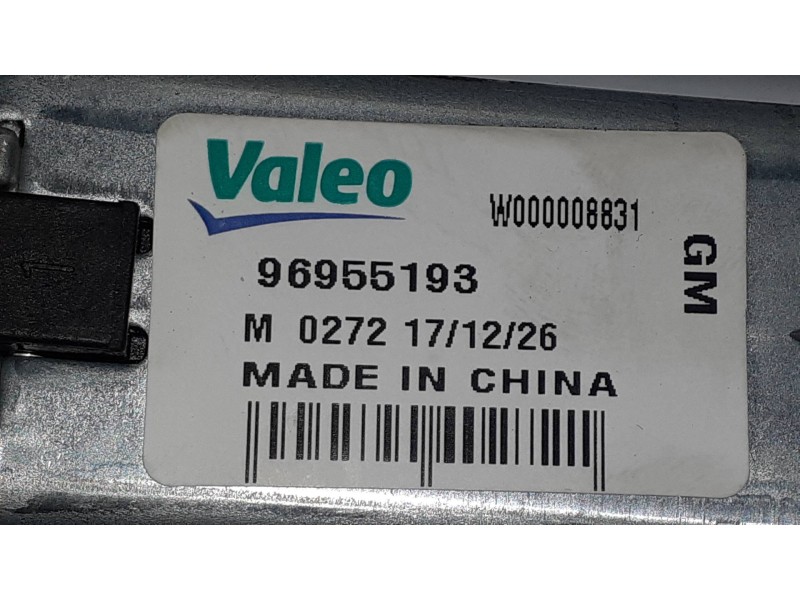 Valeo
W000008831
GM
96955193
M 0272 17/12/26
MADE IN CHINA